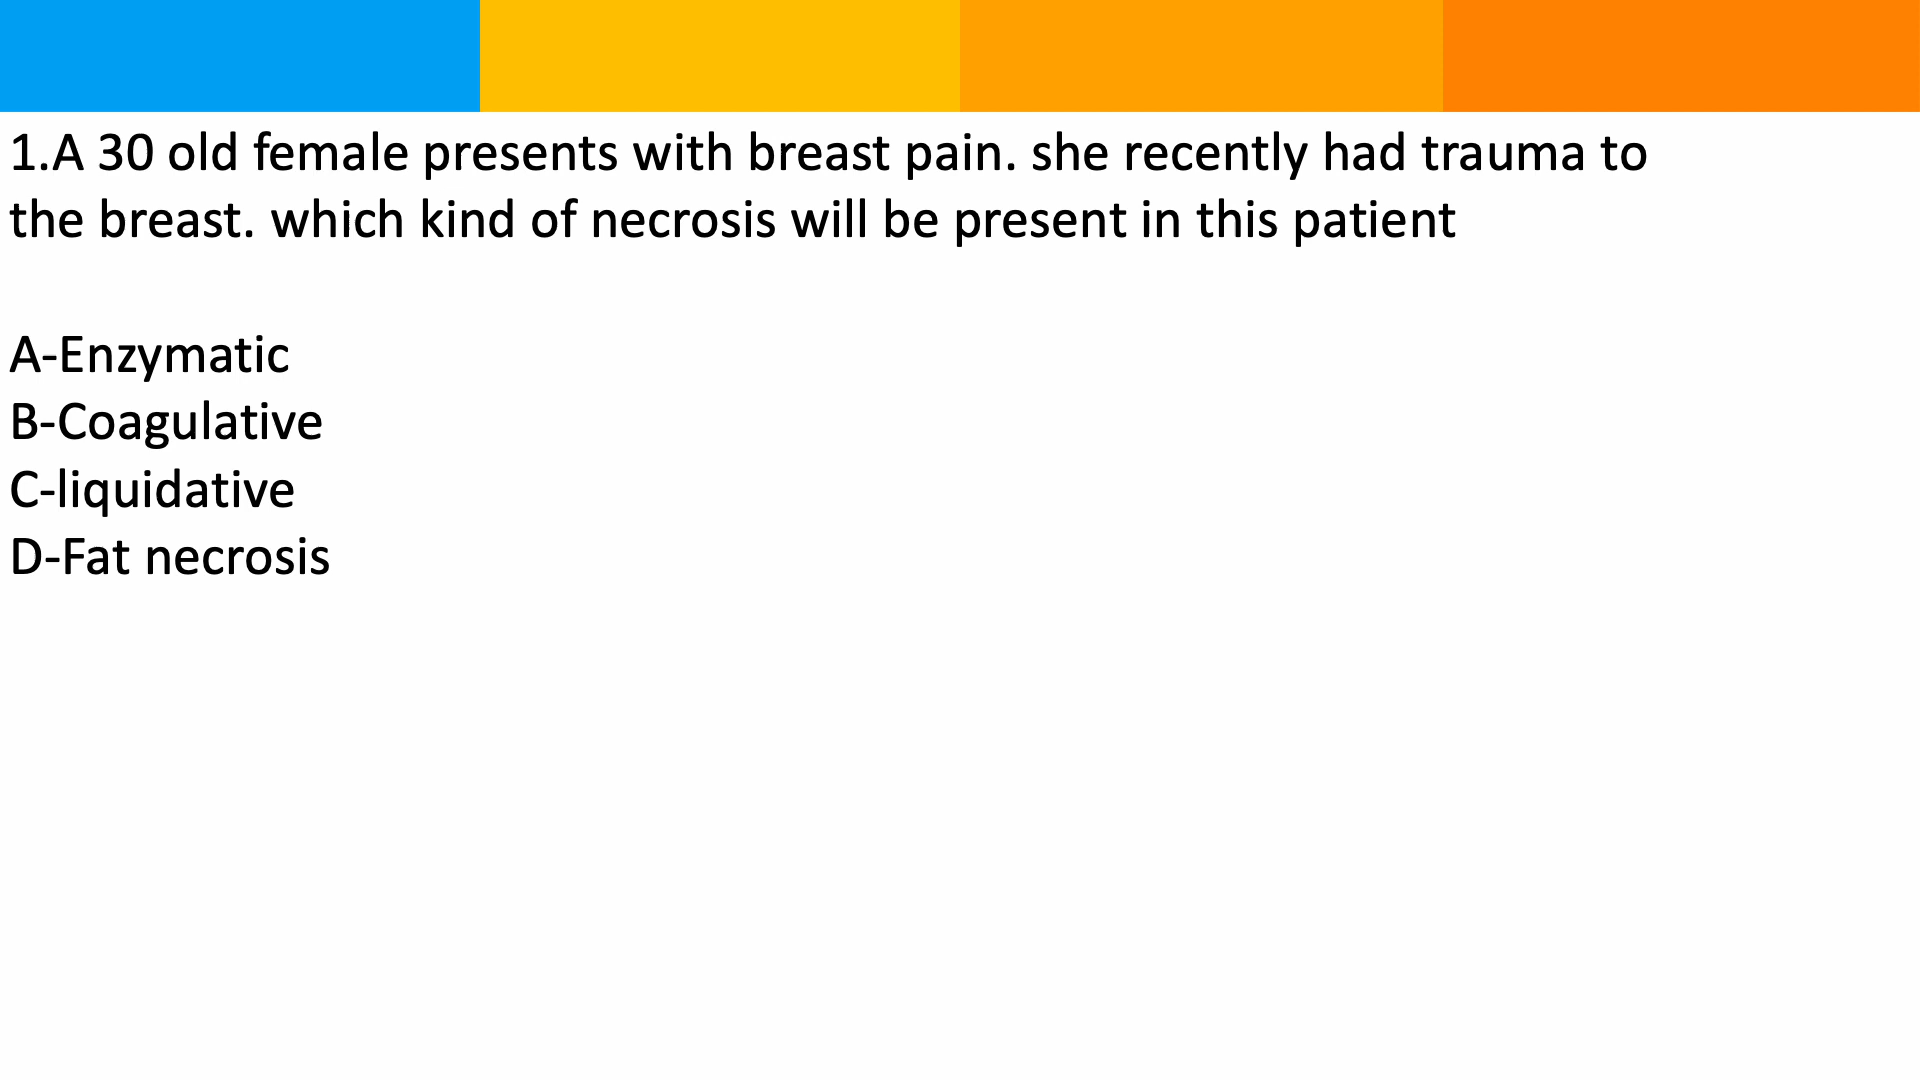 1.A 30 old female presents with breast pain. she recently had trauma to
the breast. which kind of necrosis will be present in this patient
A-Enzymatic
B-Coagulative
C-liquidative
D-Fat necrosis